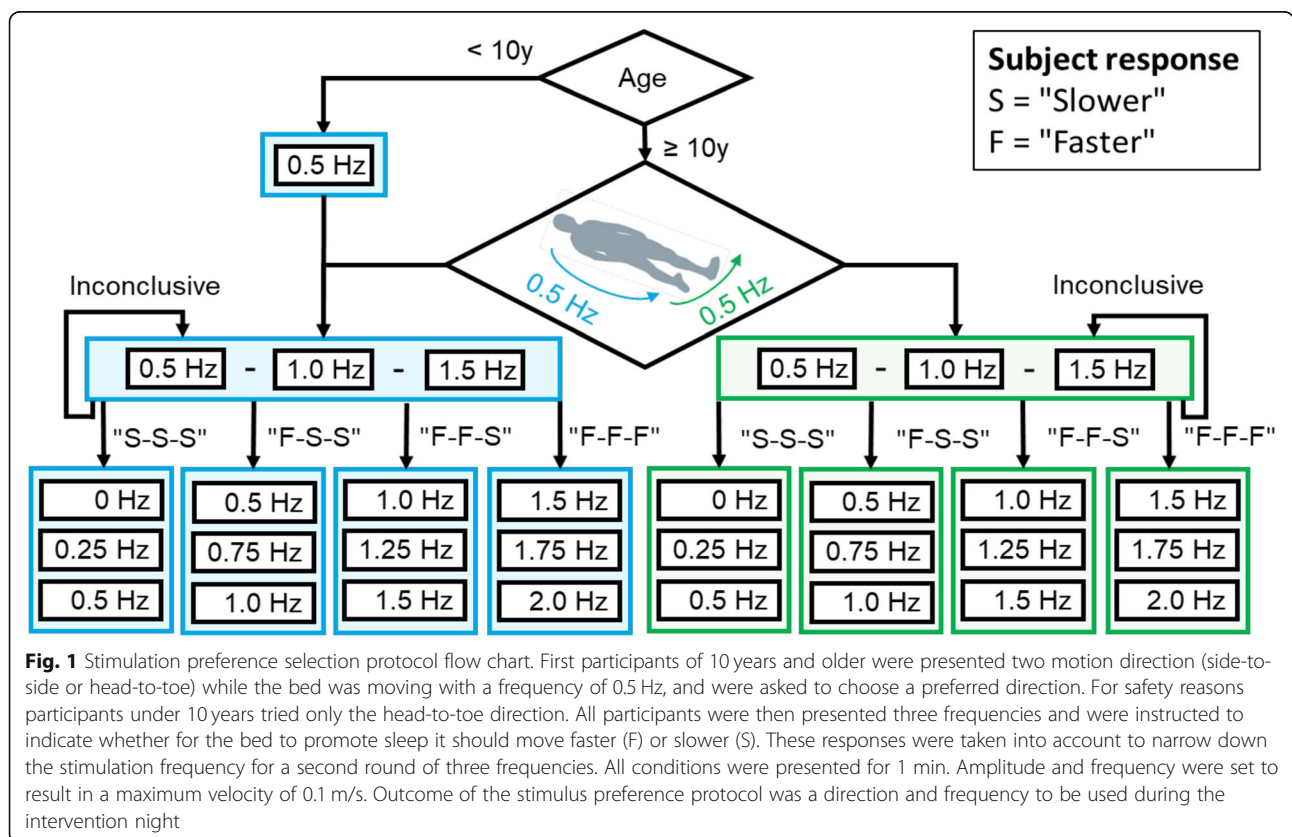 < 10y
Age
Subject response
S = "Slower"
F = "Faster"
0.5 Hz
≥ 10y
0.5 Hz
0.5 Hz
Inconclusive
Inconclusive
0.5 Hz - 1.0 Hz - 1.5 Hz
0.5 Hz - 1.0 Hz - 1.5 Hz
"S-S-S" "F-S-S" "F-F-S" "F-F-F"
"S-S-S" "F-S-S" "F-F-S" "F-F-F"
0 Hz 0.5 Hz 1.0 Hz 1.5 Hz
0.25 Hz 0.75 Hz 1.25 Hz 1.75 Hz
0.5 Hz 1.0 Hz 1.5 Hz 2.0 Hz
0 Hz 0.5 Hz 1.0 Hz 1.5 Hz
0.25 Hz 0.75 Hz 1.25 Hz 1.75 Hz
0.5 Hz 1.0 Hz 1.5 Hz 2.0 Hz
Fig. 1 Stimulation preference selection protocol flow chart. First participants of 10 years and older were presented two motion direction (side-to-
side or head-to-toe) while the bed was moving with a frequency of 0.5 Hz, and were asked to choose a preferred direction. For safety reasons
participants under 10 years tried only the head-to-toe direction. All participants were then presented three frequencies and were instructed to
indicate whether for the bed to promote sleep it should move faster (F) or slower (S). These responses were taken into account to narrow down
the stimulation frequency for a second round of three frequencies. All conditions were presented for 1 min. Amplitude and frequency were set to
result in a maximum velocity of 0.1 m/s. Outcome of the stimulus preference protocol was a direction and frequency to be used during the
intervention night